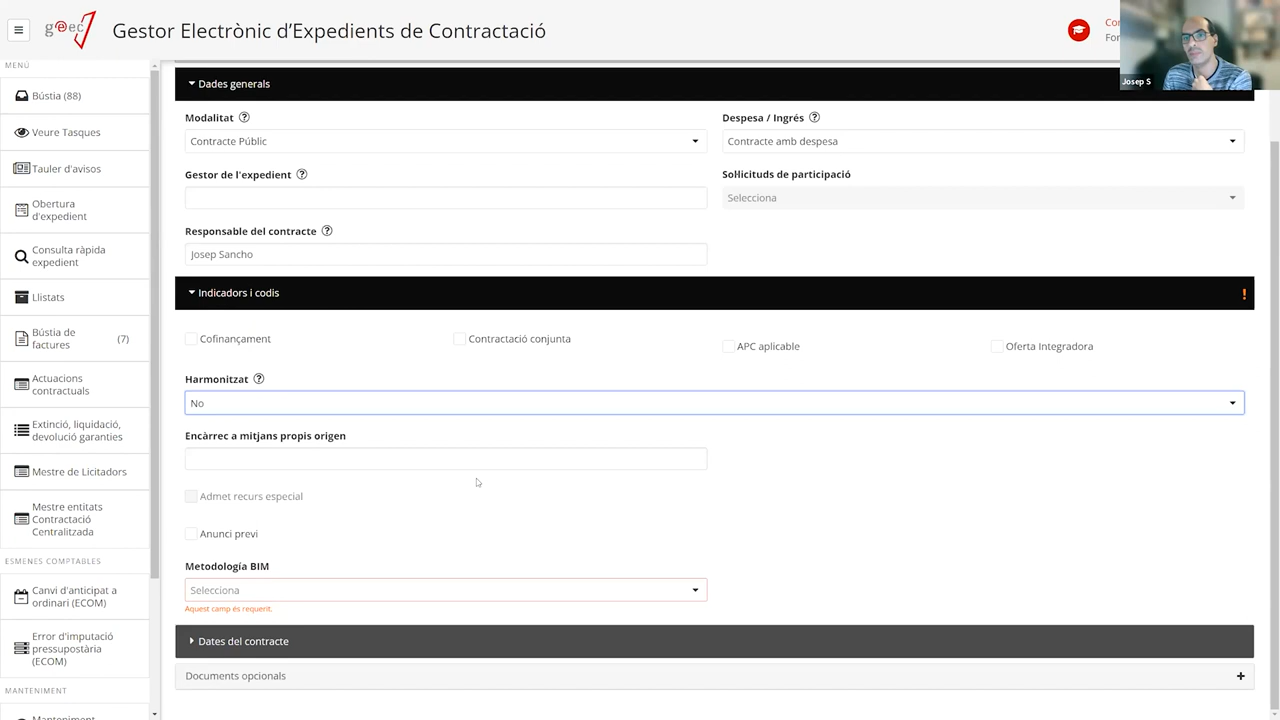 geec
Gestor Electrònic d'Expedients de Contractació
Con
For
Josep S
MENÚ
Bústia (88)
Veure Tasques
Tauler d'avisos
Obertura
d'expedient
Consulta ràpida
expedient
Llistats
Bústia de
factures
(7)
Actuacions
contractuals
Extinció, liquidació,
devolució garanties
Mestre de Licitadors
Mestre entitats
Contractació
Centralitzada
ESMENES COMPTABLES
Canvi d'anticipat a
ordinari (ECOM)
Error d'imputació
pressupostària
(ECOM)
MANTENIMENT
Manteniment
Dades generals
Modalitat ?
Despesa / Ingrés ?
Contracte Públic
Contracte amb despesa
Gestor de l'expedient ?
Sol·licituds de participació
Selecciona
Responsable del contracte ?
Josep Sancho
Indicadors i codis !
Cofinançament
Contractació conjunta
APC aplicable
Oferta Integradora
Harmonitzat ?
No
Encàrrec a mitjans propis origen
Admet recurs especial
Anunci previ
Metodología BIM
Selecciona
Aquest camp és requerit.
Dates del contracte
Documents opcionals +